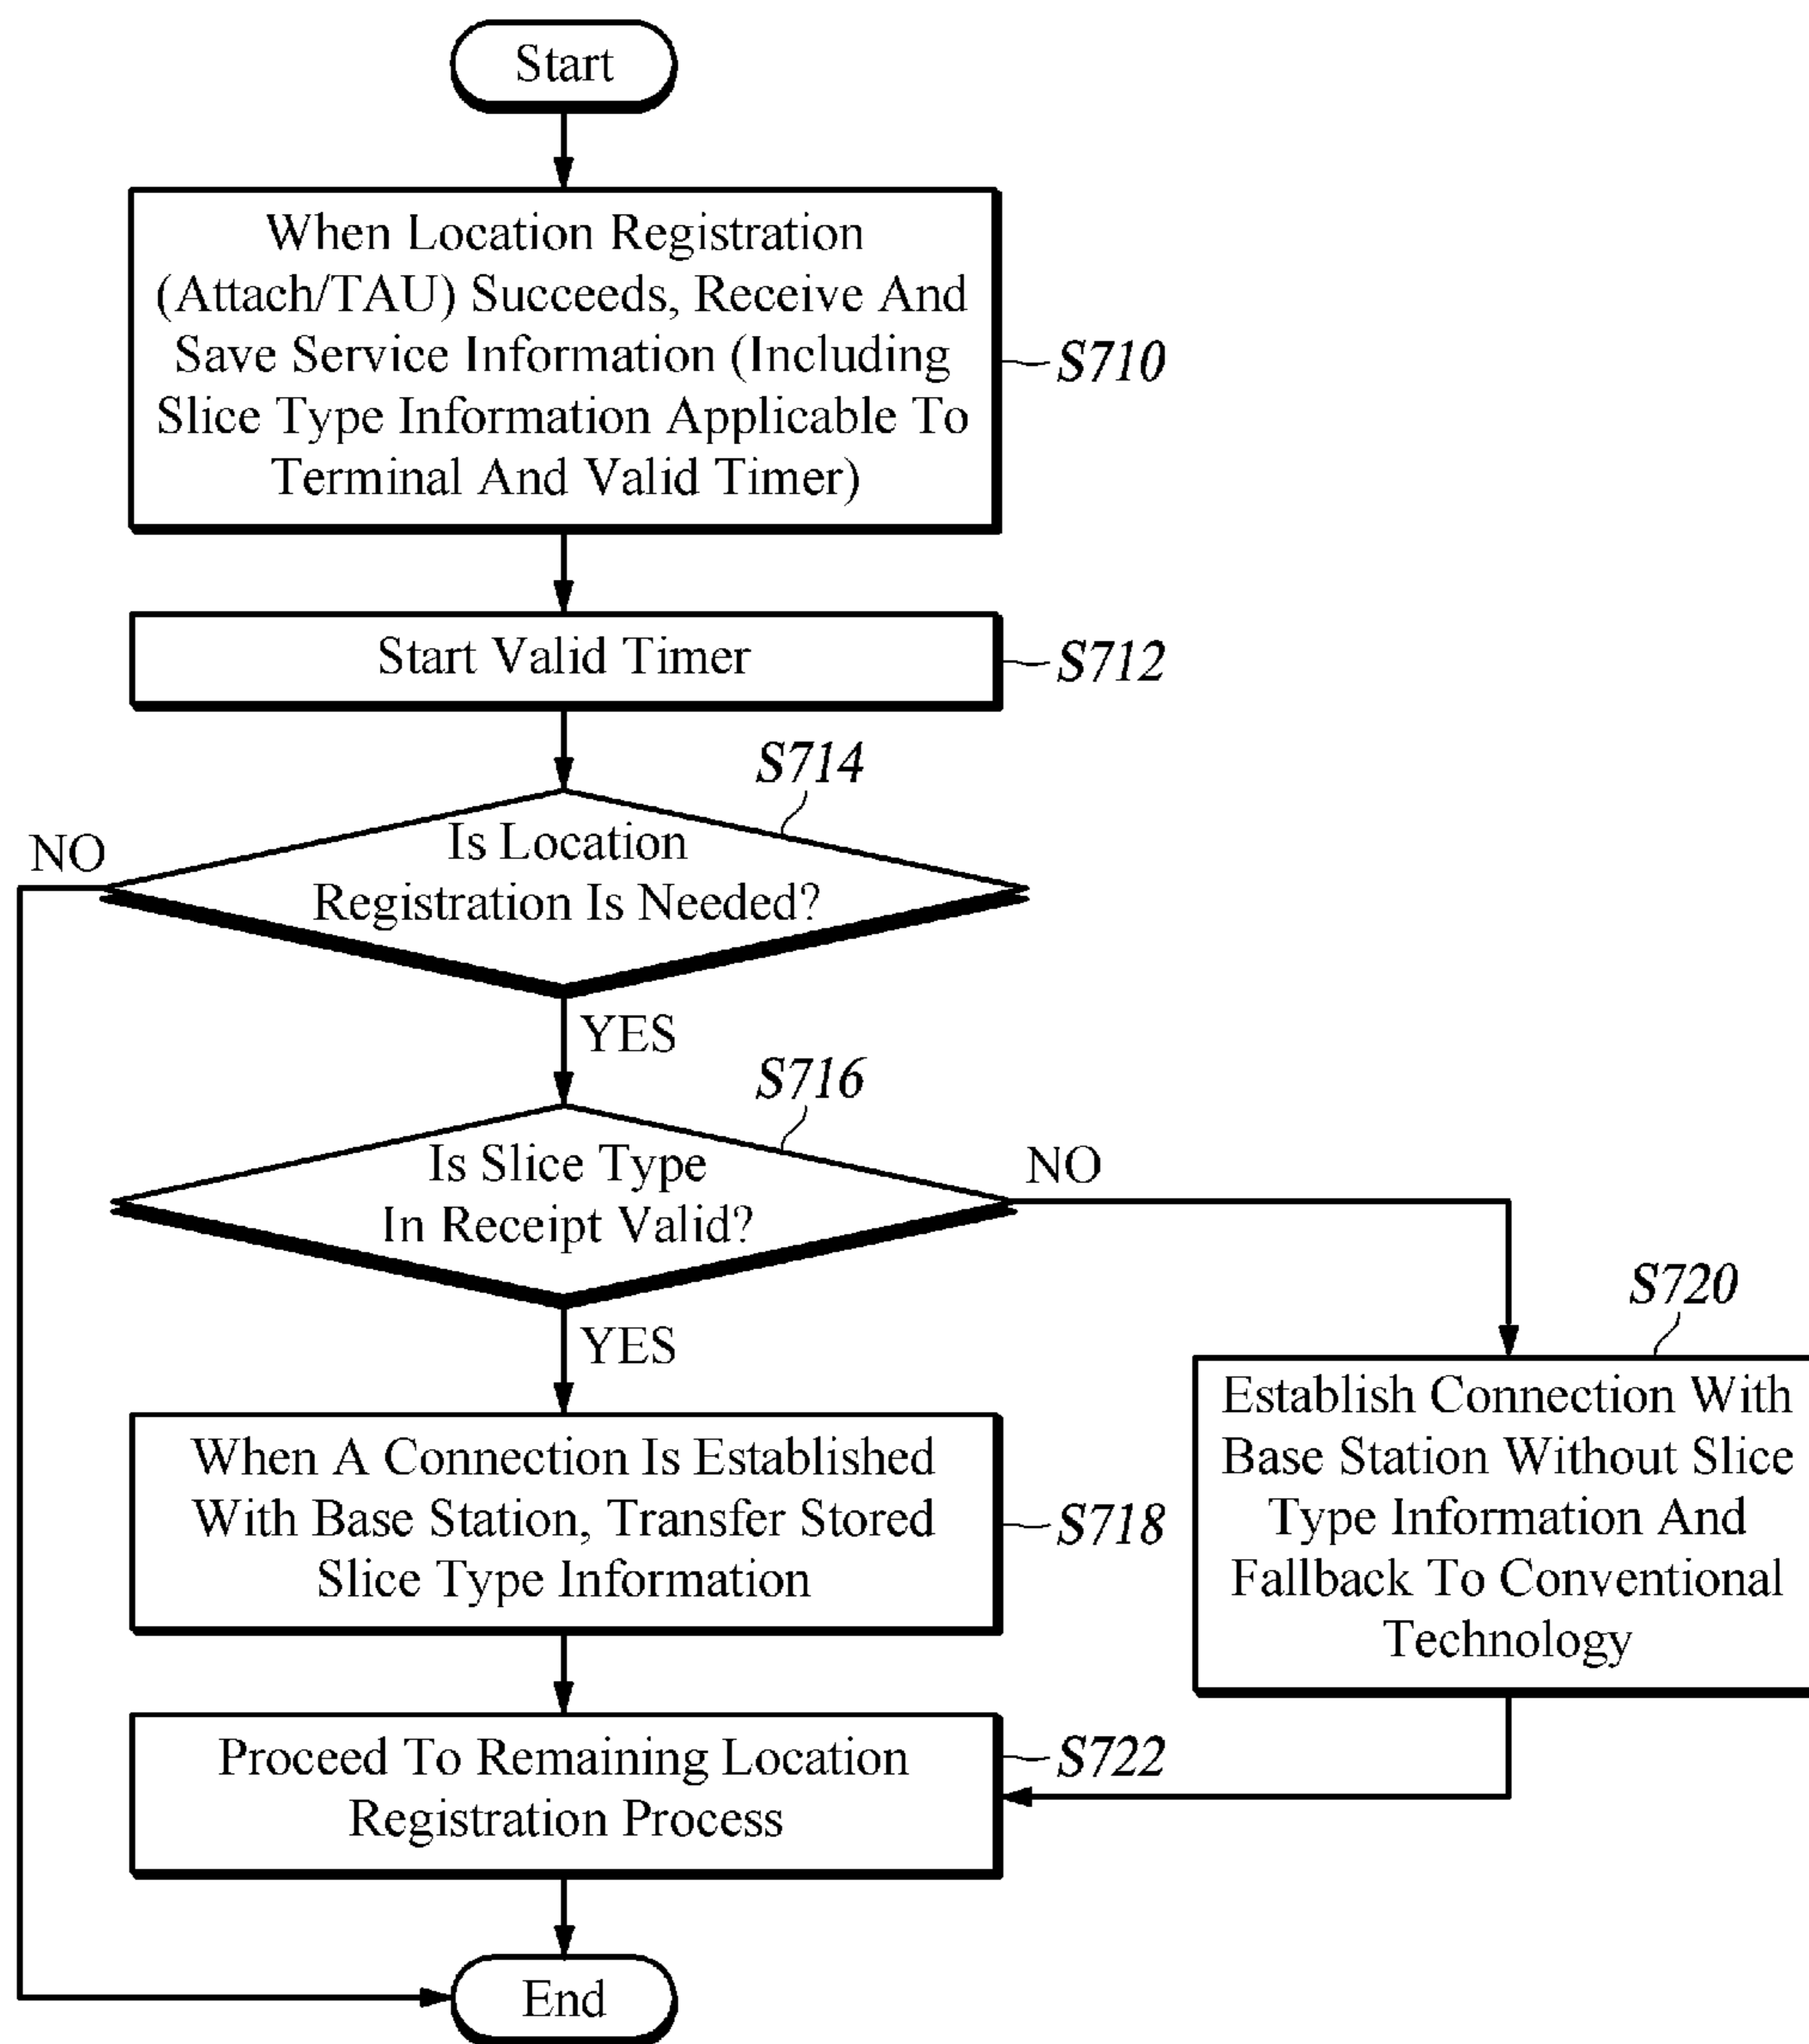 Start
When Location Registration
(Attach/TAU) Succeeds, Receive And
Save Service Information (Including
Slice Type Information Applicable To
Terminal And Valid Timer)
S710
Start Valid Timer
S712
S714
NO
Is Location
Registration Is Needed?
YES
S716
Is Slice Type
In Receipt Valid?
NO
YES
S720
Establish Connection With
Base Station Without Slice
Type Information And
Fallback To Conventional
Technology
When A Connection Is Established
With Base Station, Transfer Stored
Slice Type Information
S718
Proceed To Remaining Location
Registration Process
S722
End